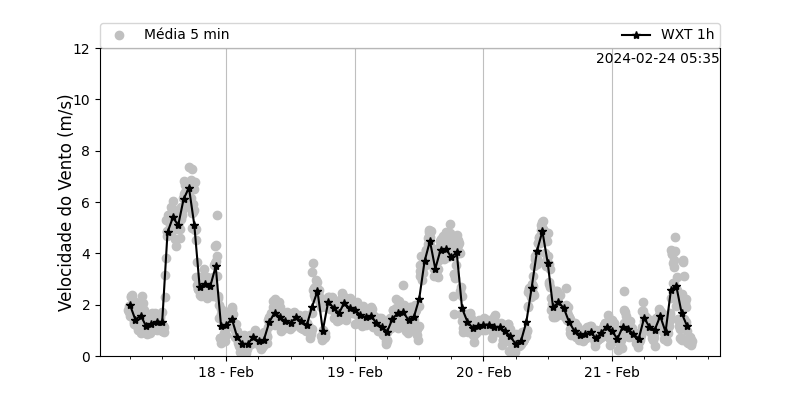 Média 5 min
WXT 1h
2024-02-24 05:35
Velocidade do Vento (m/s)
12
10
8
6
4
2
0
18 - Feb
19 - Feb
20 - Feb
21 - Feb